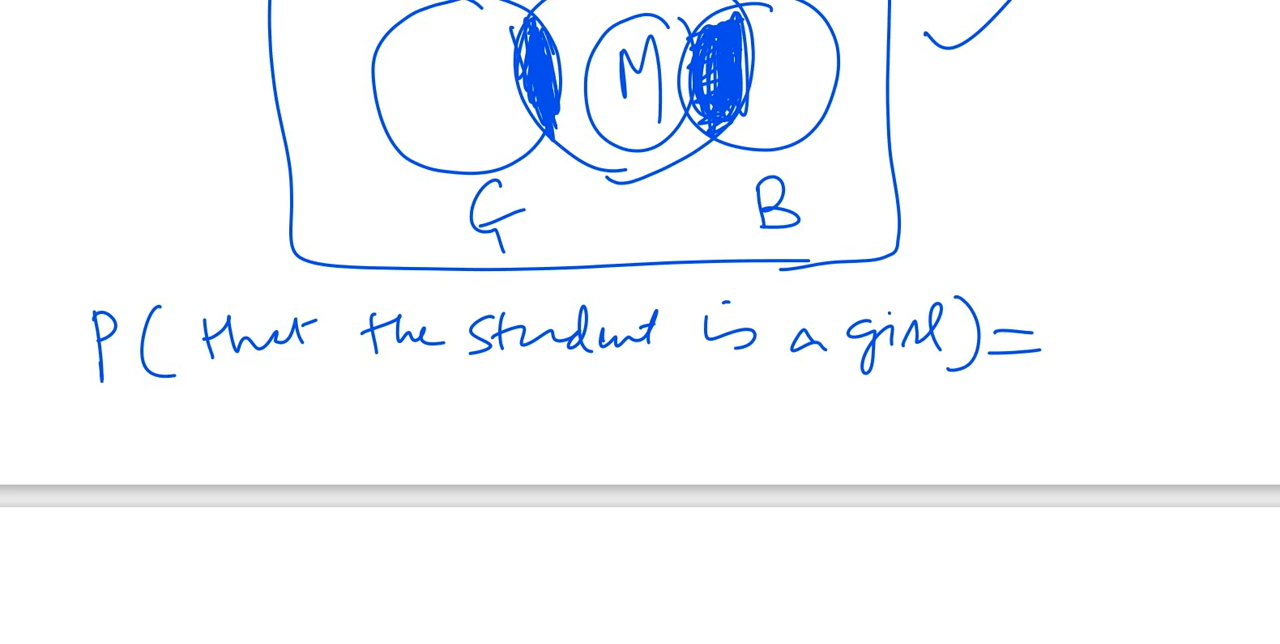 M
G B
P( that the student is a girl) =